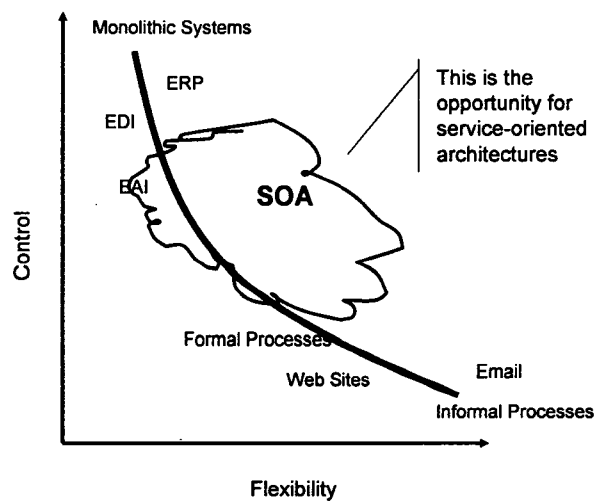 Monolithic Systems
ERP
This is the
opportunity for
service-oriented
architectures
EDI
EAI
SOA
Control
Formal Processes
Web Sites
Email
Informal Processes
Flexibility